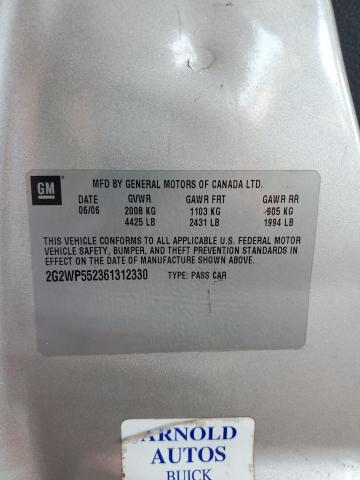 GM
MFD BY GENERAL MOTORS OF CANADA LTD.
DATE GVWR GAWR FRT GAWR RR
06/06 2008 KG 1103 KG 905 KG
4425 LB 2431 LB 1994 LB
THIS VEHICLE CONFORMS TO ALL APPLICABLE U.S. FEDERAL MOTOR
VEHICLE SAFETY, BUMPER, AND THEFT PREVENTION STANDARDS
IN EFFECT ON THE DATE OF MANUFACTURE SHOWN ABOVE.
2G2WP552361312330 TYPE: PASS CAR
ARNOLD
AUTOS
BUICK